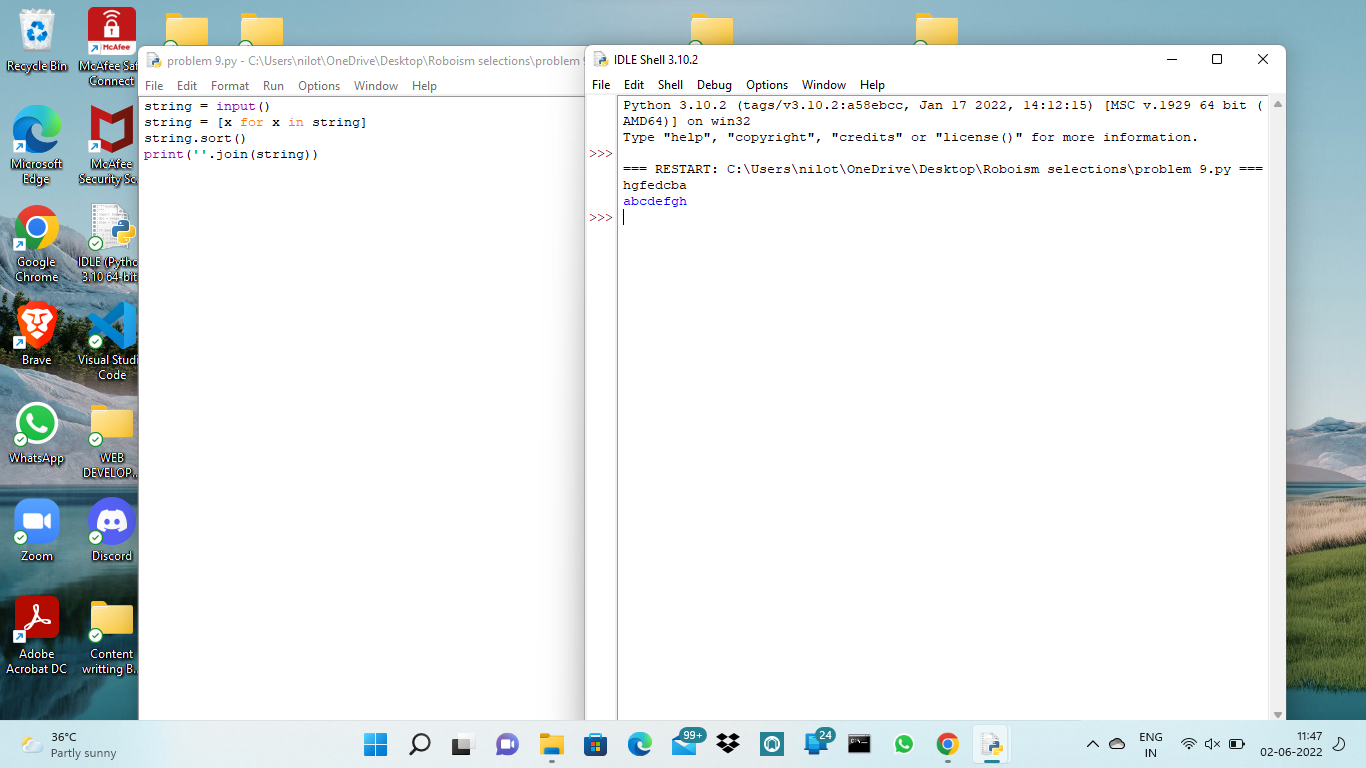 Recycle Bin
McAfee Saf
Connect
Microsoft
Edge
McAfee
Security Sc..
Google
Chrome
IDLE (Pytho
3.10 64-bit
Brave
Visual Studi
Code
WhatsApp
WEB
DEVELOP...
Zoom
Discord
Adobe
Acrobat DC
Content
writting B...
McAfee
problem 9.py - C:\Users\nilot\OneDrive\Desktop\Roboism selections\problem 9
File Edit Format Run Options Window Help
string = input()
string = [x for x in string]
string.sort()
print(''.join(string))
IDLE Shell 3.10.2
File Edit Shell Debug Options Window Help
Python 3.10.2 (tags/v3.10.2:a58ebcc, Jan 17 2022, 14:12:15) [MSC v.1929 64 bit (
AMD64)] on win32
Type "help", "copyright", "credits" or "license()" for more information.
>>>
=== RESTART: C:\Users\nilot\OneDrive\Desktop\Roboism selections\problem 9.py ===
hgfedcba
abcdefgh
>>>
36°C
Partly sunny
99+
24
ENG
IN
11:47
02-06-2022